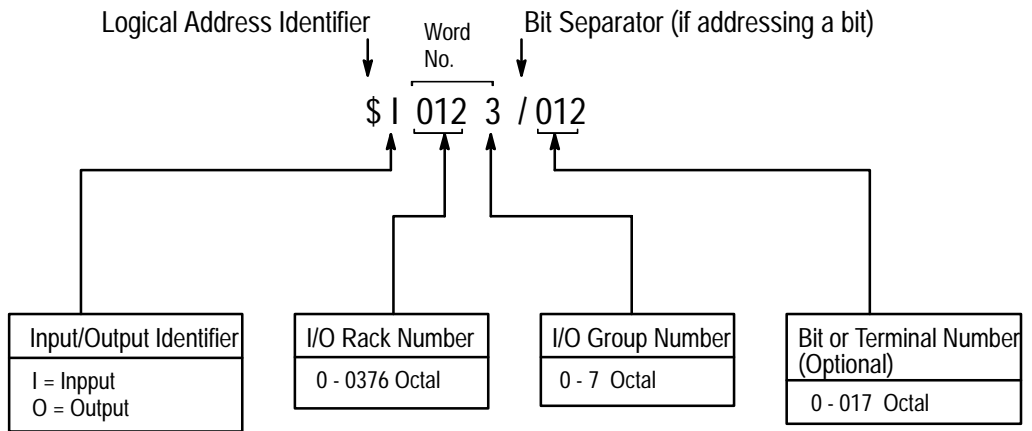 Logical Address Identifier
Word
No.
Bit Separator (if addressing a bit)
$ I 012 3 / 012
Input/Output Identifier
I = Inpput
O = Output
I/O Rack Number
0 - 0376 Octal
I/O Group Number
0 - 7 Octal
Bit or Terminal Number
(Optional)
0 - 017 Octal